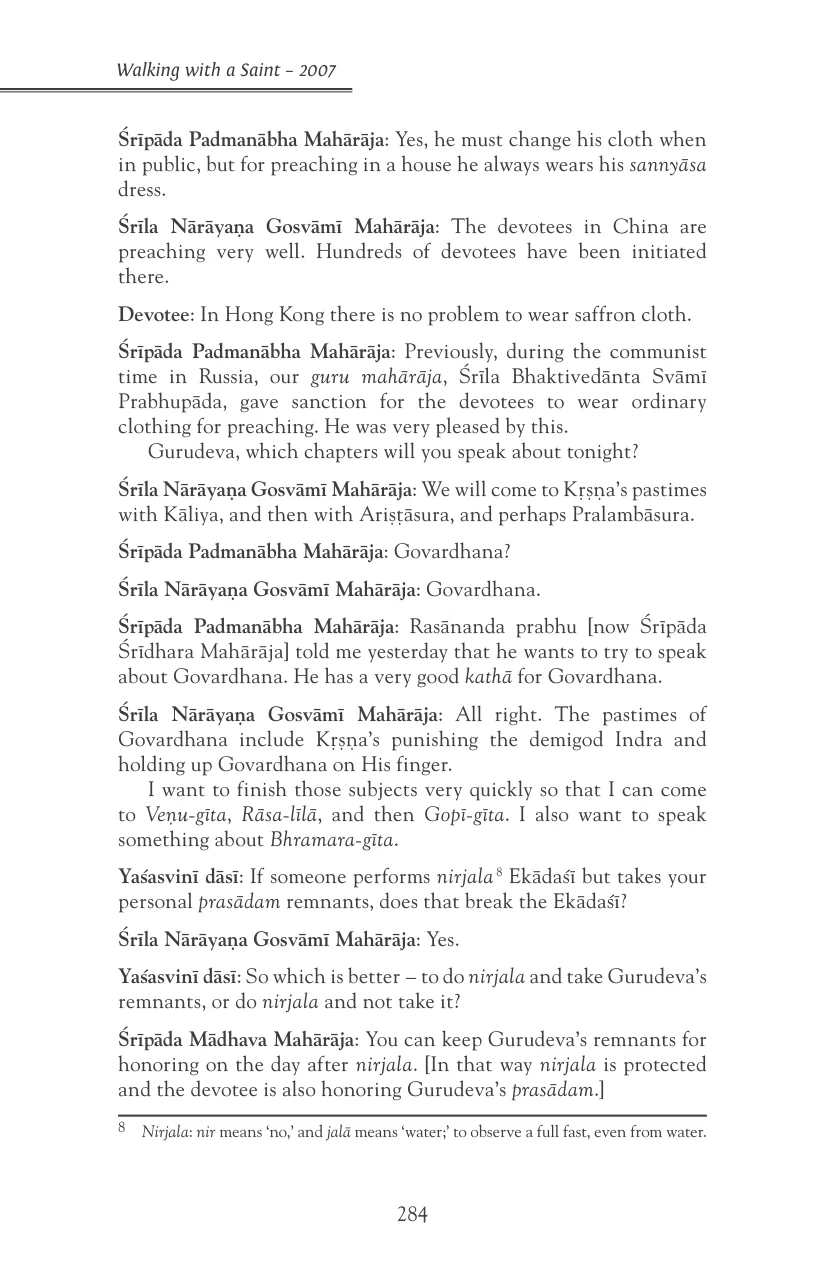 Walking with a Saint – 2007
Śrīpāda Padmanābha Mahārāja: Yes, he must change his cloth when
in public, but for preaching in a house he always wears his sannyāsa
dress.
Śrīla Nārāyaṇa Gosvāmī Mahārāja: The devotees in China are
preaching very well. Hundreds of devotees have been initiated
there.
Devotee: In Hong Kong there is no problem to wear saffron cloth.
Śrīpāda Padmanābha Mahārāja: Previously, during the communist
time in Russia, our guru mahārāja, Śrīla Bhaktivedānta Svāmī
Prabhupāda, gave sanction for the devotees to wear ordinary
clothing for preaching. He was very pleased by this.
Gurudeva, which chapters will you speak about tonight?
Śrīla Nārāyaṇa Gosvāmī Mahārāja: We will come to Kṛṣṇa’s pastimes
with Kāliya, and then with Ariṣṭāsura, and perhaps Pralambāsura.
Śrīpāda Padmanābha Mahārāja: Govardhana?
Śrīla Nārāyaṇa Gosvāmī Mahārāja: Govardhana.
Śrīpāda Padmanābha Mahārāja: Rasānanda prabhu [now Śrīpāda
Śrīdhara Mahārāja] told me yesterday that he wants to try to speak
about Govardhana. He has a very good kathā for Govardhana.
Śrīla Nārāyaṇa Gosvāmī Mahārāja: All right. The pastimes of
Govardhana include Kṛṣṇa’s punishing the demigod Indra and
holding up Govardhana on His finger.
I want to finish those subjects very quickly so that I can come
to Veṇu-gīta, Rāsa-līlā, and then Gopī-gīta. I also want to speak
something about Bhramara-gīta.
Yaśasvinī dāsī: If someone performs nirjala 8 Ekādaśī but takes your
personal prasādam remnants, does that break the Ekādaśī?
Śrīla Nārāyaṇa Gosvāmī Mahārāja: Yes.
Yaśasvinī dāsī: So which is better – to do nirjala and take Gurudeva’s
remnants, or do nirjala and not take it?
Śrīpāda Mādhava Mahārāja: You can keep Gurudeva’s remnants for
honoring on the day after nirjala. [In that way nirjala is protected
and the devotee is also honoring Gurudeva’s prasādam.]
8 Nirjala: nir means ‘no,’ and jalā means ‘water;’ to observe a full fast, even from water.
284